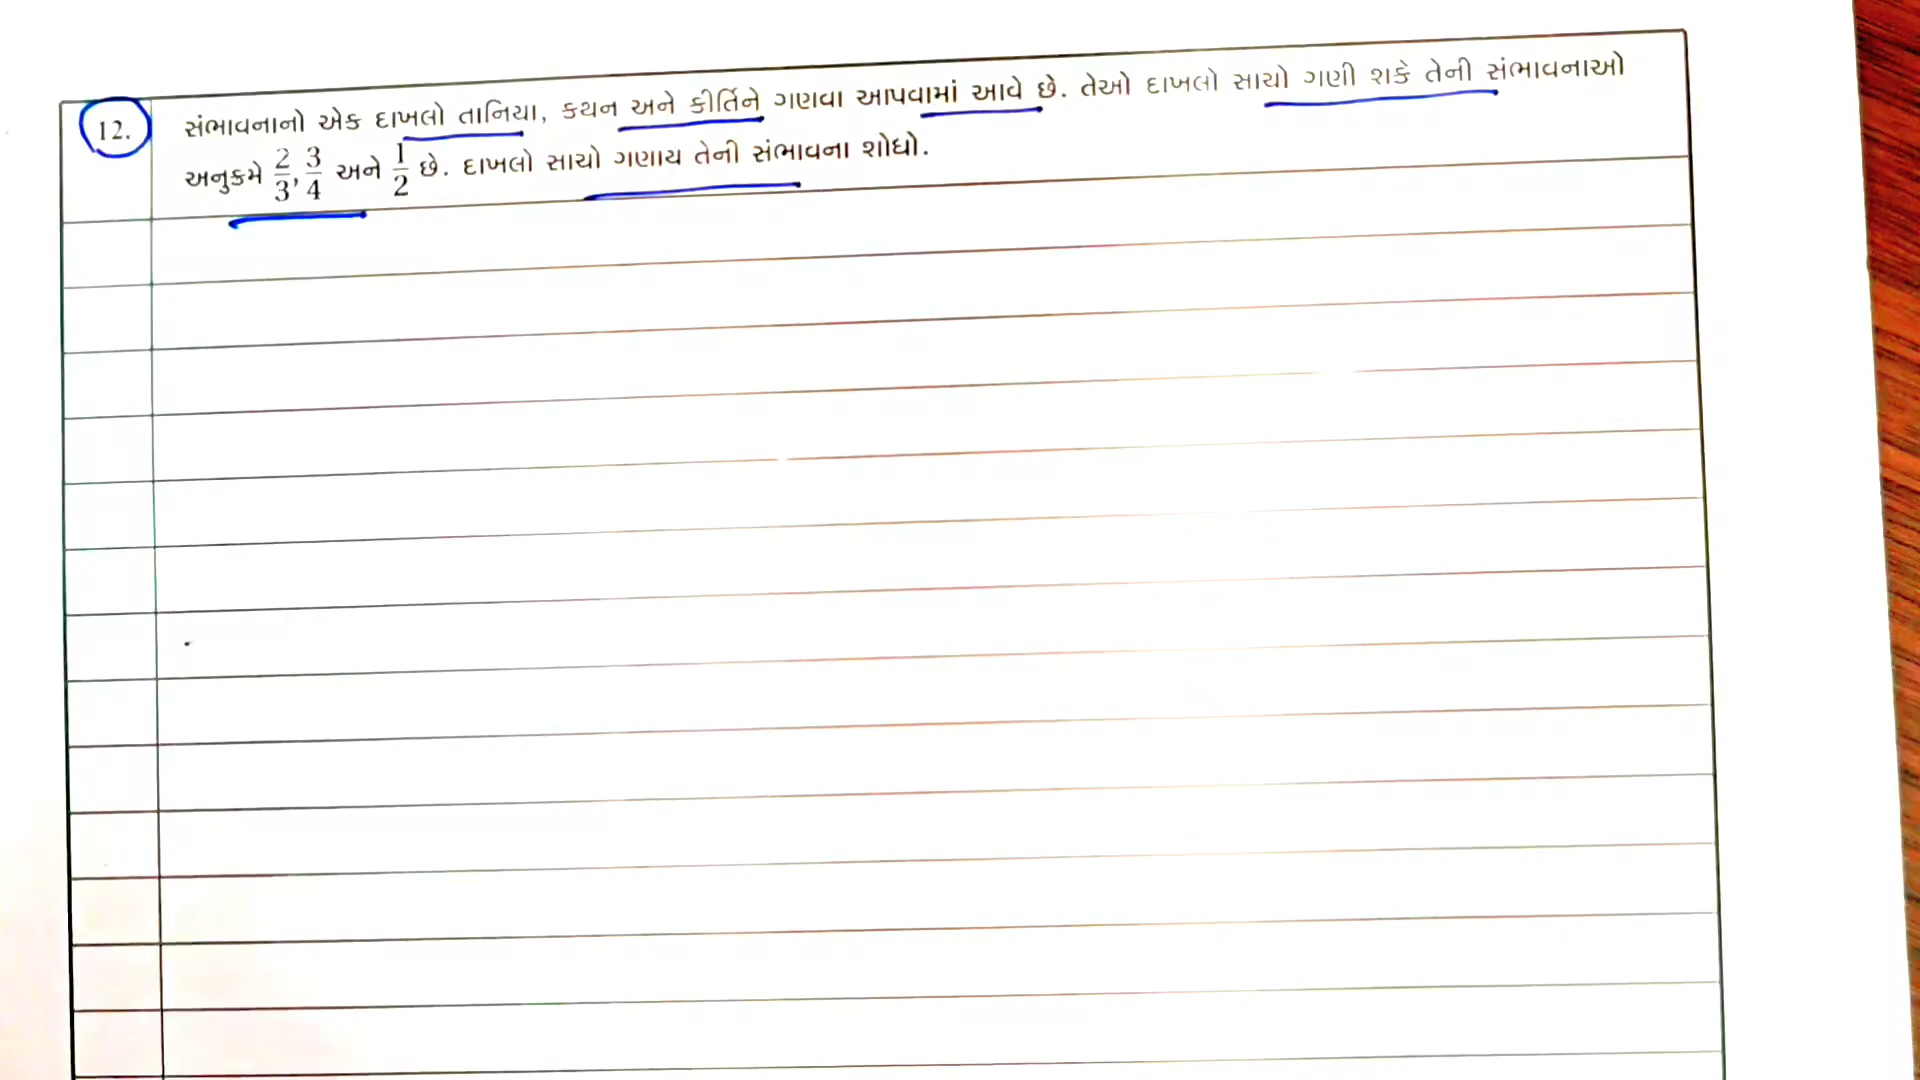 12. સંભાવનાનો એક દાખલો તાનિયા, કથન અને કીર્તિને ગણવા આપવામાં આવે છે. તેઓ દાખલો સાચો ગણી શકે તેની સંભાવનાઓ
અનુક્રમે 2/3, 3/4 અને 1/2 છે. દાખલો સાચો ગણાય તેની સંભાવના શોધો.